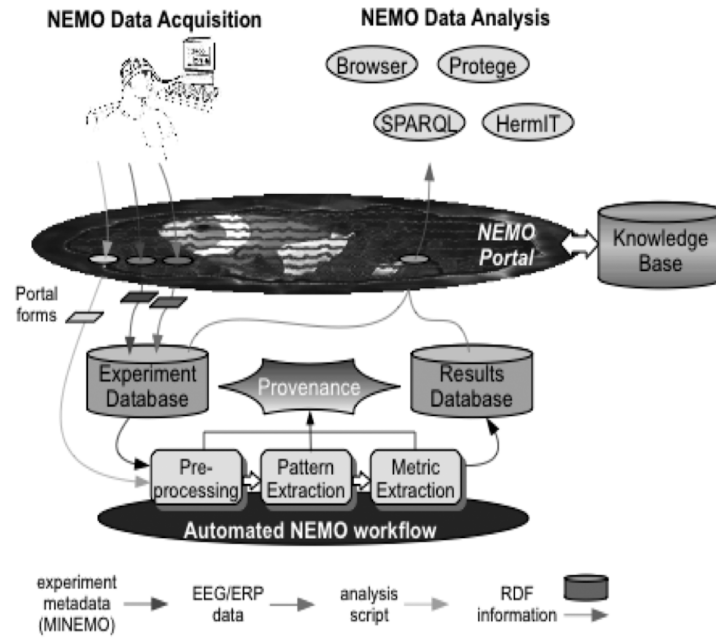 NEMO Data Acquisition
NEMO Data Analysis
Browser
Protege
SPARQL
HermIT
NEMO
Portal
Knowledge
Base
Portal
forms
Experiment
Database
Provenance
Results
Database
Pre-
processing
Pattern
Extraction
Metric
Extraction
Automated NEMO workflow
experiment
metadata
(MINEMO)
EEG/ERP
data
analysis
script
RDF
information